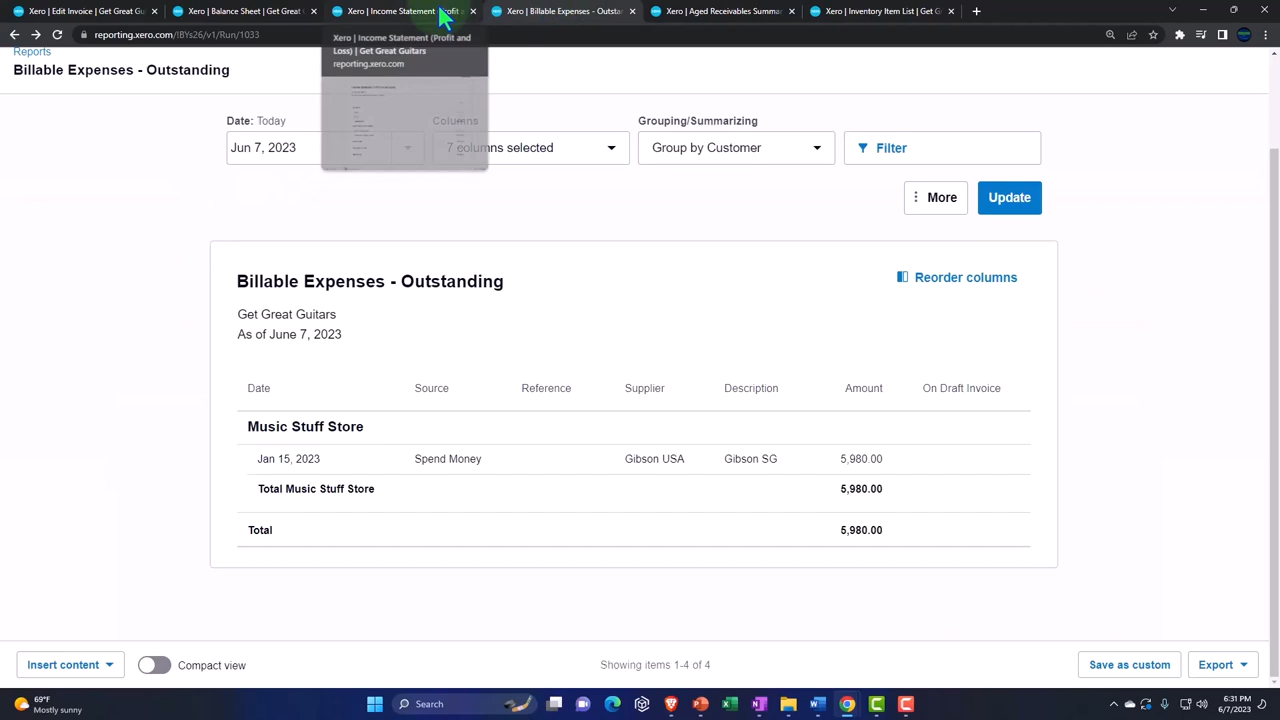 Xero | Edit Invoice | Get Great Gu
Xero | Balance Sheet | Get Great
Xero | Income Statement (Profit
Xero | Billable Expenses - Outstan
Xero | Aged Receivables Summar
Xero | Inventory Item List | Get G
reporting.xero.com/iBYs26/v1/Run/1033
Xero | Income Statement (Profit and
Loss) | Get Great Guitars
reporting.xero.com
Reports
Billable Expenses - Outstanding
Date: Today
Columns
Grouping/Summarizing
Jun 7, 2023
7 columns selected
Group by Customer
Filter
More
Update
Billable Expenses - Outstanding
Reorder columns
Get Great Guitars
As of June 7, 2023
Date Source Reference Supplier Description Amount On Draft Invoice
Music Stuff Store
Jan 15, 2023 Spend Money Gibson USA Gibson SG 5,980.00
Total Music Stuff Store 5,980.00
Total 5,980.00
Insert content
Compact view
Showing items 1-4 of 4
Save as custom
Export
69°F
Mostly sunny
Search
6:31 PM
6/7/2023